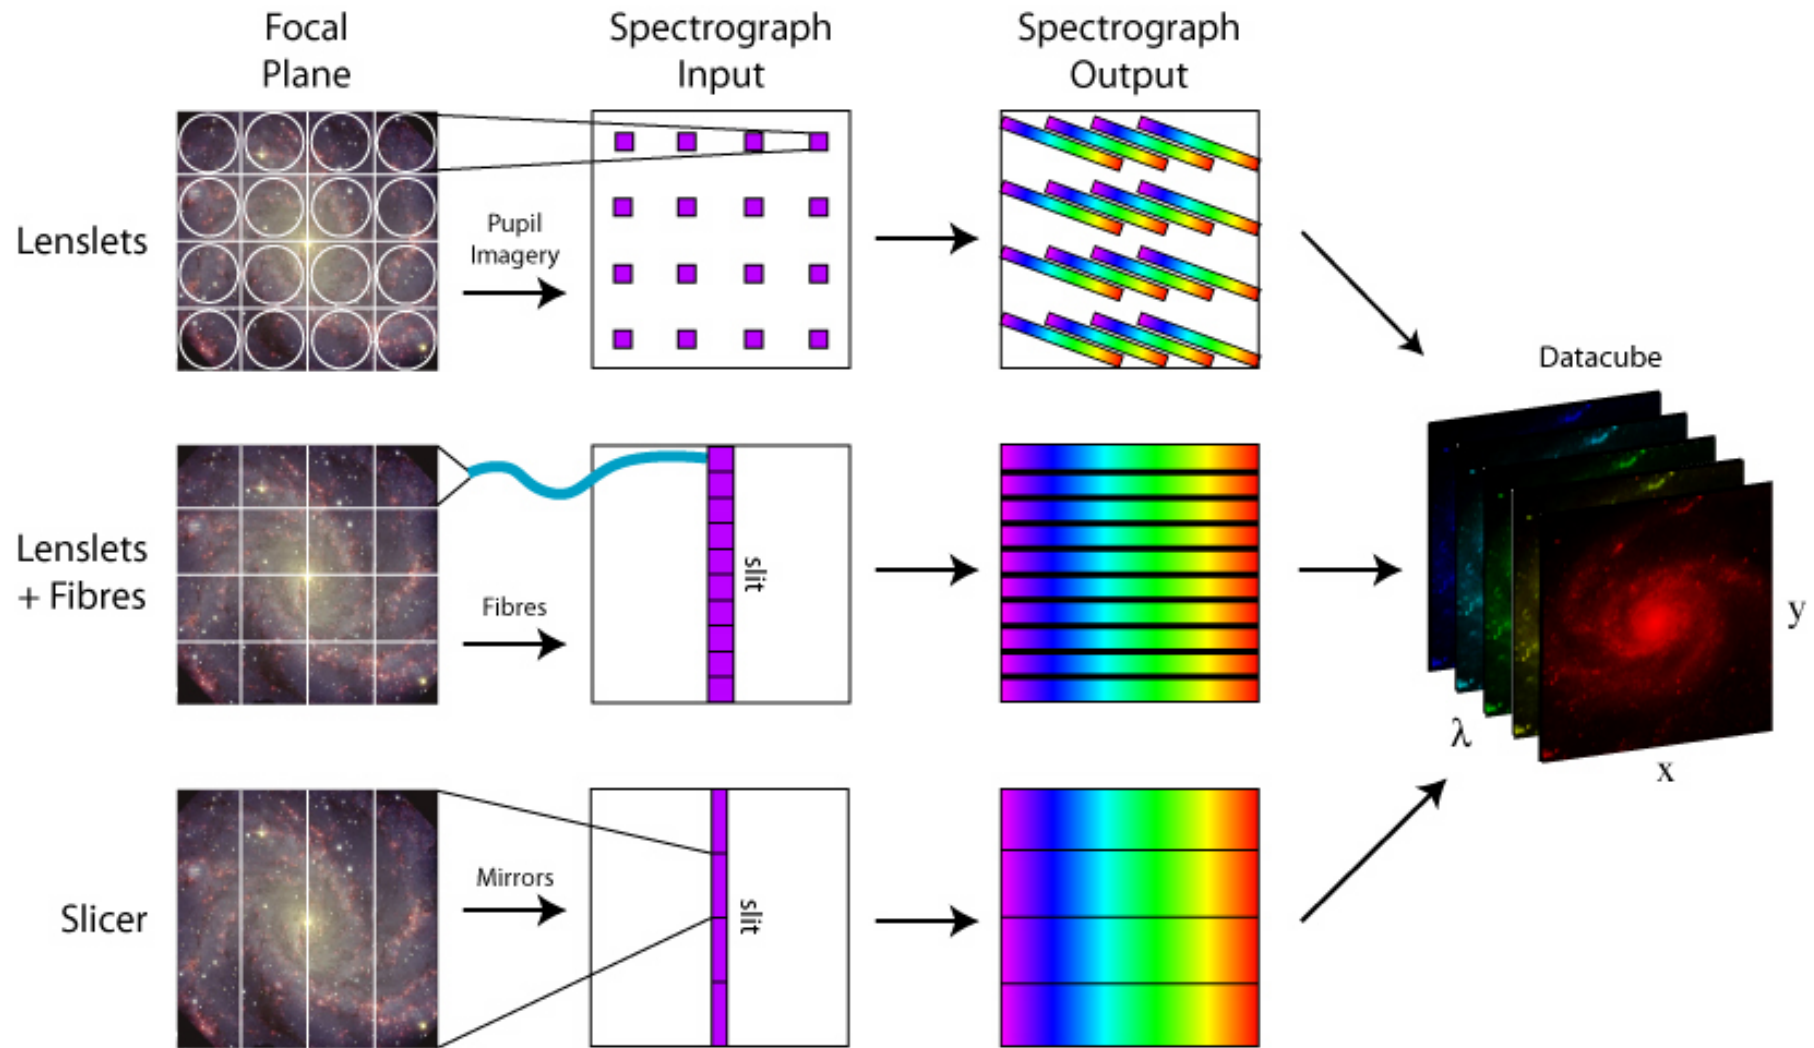 Focal
Plane
Spectrograph
Input
Spectrograph
Output
Lenslets
Pupil
Imagery
Datacube
Lenslets
+ Fibres
Fibres
slit
y
λ
x
Slicer
Mirrors
slit